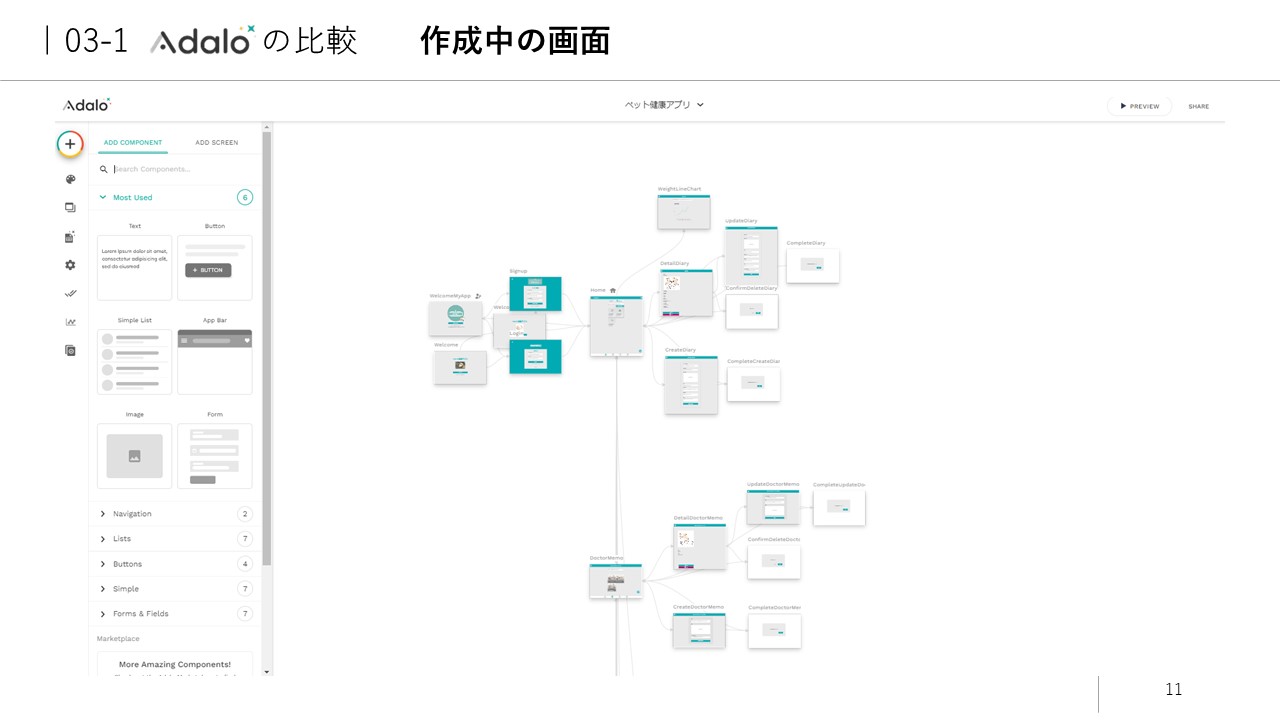 03-1 Adalo の比較 作成中の画面
Adalo
ペット健康アプリ
PREVIEW
SHARE
ADD COMPONENT
ADD SCREEN
Search Components...
Most Used
6
Text
Button
Lorem ipsum dolor sit amet,
consectetur adipisicing elit,
sed do eiusmod
+ BUTTON
Simple List
App Bar
Image
Form
Navigation
2
Lists
7
Buttons
4
Simple
7
Forms & Fields
7
Marketplace
More Amazing Components!
WeightLineChart
UpdateDiary
CompleteDiary
DetailDiary
ConfirmDeleteDiary
Signup
Home
WelcomeMyApp
Welco
Login
Welcome
CreateDiary
CompleteCreateDiar
UpdateDoctorMemo
CompleteUpdateDo
DetailDoctorMemo
ConfirmDeleteDoct
DoctorMemo
CreateDoctorMemo
CompleteDoctorMer
11